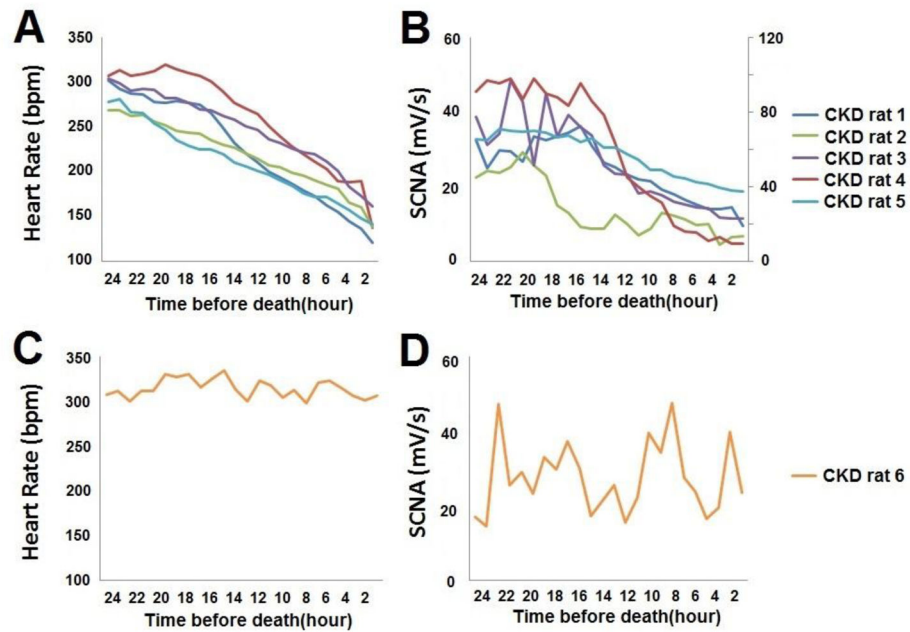 A
Heart Rate (bpm)
350
300
250
200
150
100
24 22 20 18 16 14 12 10 8 6 4 2
Time before death(hour)
B
SCNA (mV/s)
60
40
20
0
120
80
40
0
24 22 20 18 16 14 12 10 8 6 4 2
Time before death(hour)
CKD rat 1
CKD rat 2
CKD rat 3
CKD rat 4
CKD rat 5
C
Heart Rate (bpm)
350
300
250
300
150
100
24 22 20 18 16 14 12 10 8 6 4 2
Time before death(hour)
D
SCNA (mV/s)
60
40
20
0
24 22 20 18 16 14 12 10 8 6 4 2
Time before death(hour)
CKD rat 6